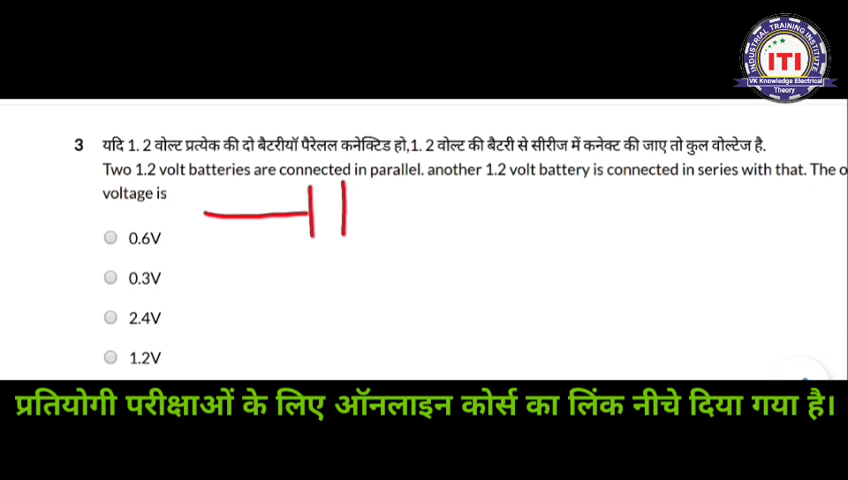 INDUSTRIAL TRAINING INSTITUTE
ITI
VK Knowledge Electrical
Theory
3 यदि 1. 2 वोल्ट प्रत्येक की दो बैटरीयॉ पैरेलल कनेक्टिड हो,1. 2 वोल्ट की बैटरी से सीरीज में कनेक्ट की जाए तो कुल वोल्टेज है.
Two 1.2 volt batteries are connected in parallel. another 1.2 volt battery is connected in series with that. The o
voltage is
0.6V
0.3V
2.4V
1.2V
प्रतियोगी परीक्षाओं के लिए ऑनलाइन कोर्स का लिंक नीचे दिया गया है।